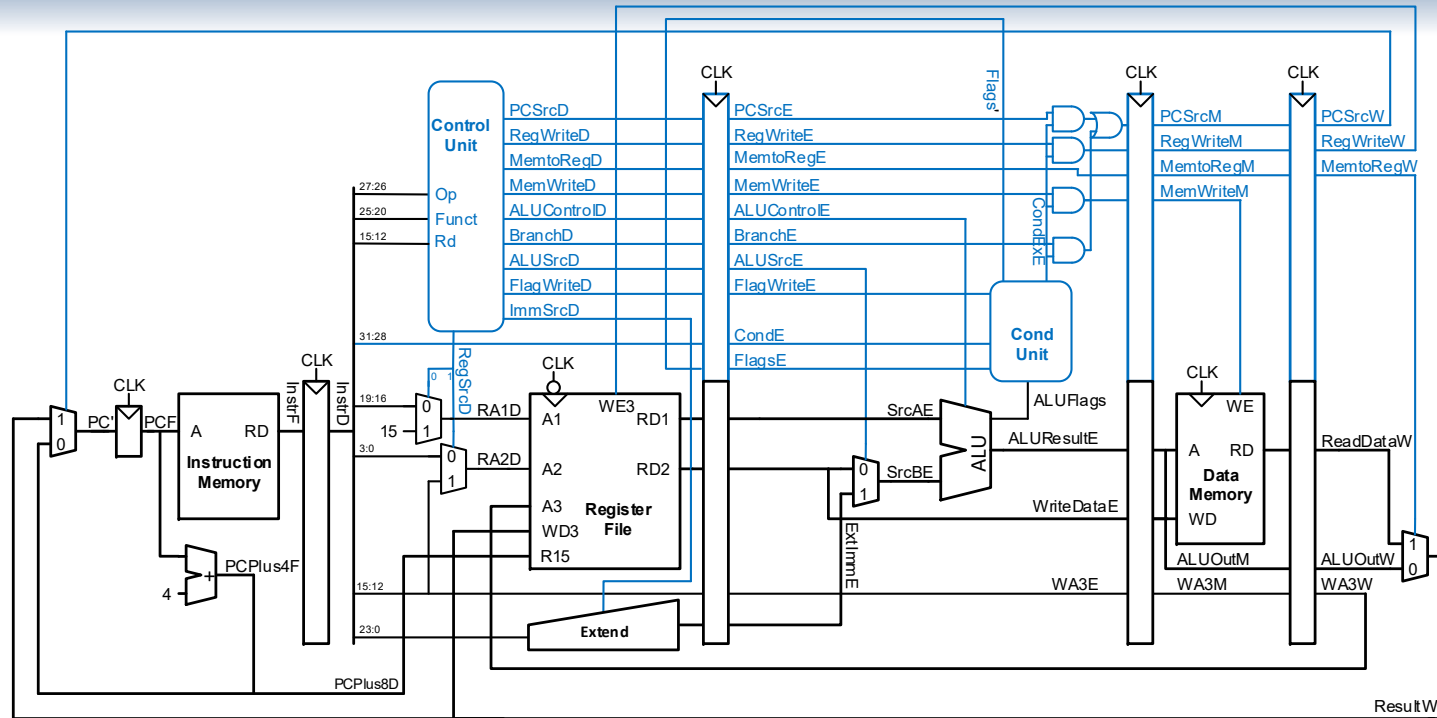 CLK
CLK
CLK
Flags'
Control
Unit
Op
Funct
Rd
PCSrcD
RegWriteD
MemtoRegD
MemWriteD
ALUControlD
BranchD
ALUSrcD
FlagWriteD
ImmSrcD
PCSrcE
RegWriteE
MemtoRegE
MemWriteE
ALUControlE
BranchE
ALUSrcE
FlagWriteE
CondE
FlagsE
CondExE
Cond
Unit
PCSrcM
RegWriteM
MemtoRegM
MemWriteM
PCSrcW
RegWriteW
MemtoRegW
27:26
25:20
15:12
31:28
19:16
15
3:0
15:12
23:0
RegSrcD
0 1
CLK
CLK
CLK
CLK
1
0
PC'
PCF
A RD
Instruction
Memory
InstrF
InstrD
4
+
PCPlus4F
PCPlus8D
0
1
RA1D
0
1
RA2D
A1
A2
A3
WD3
R15
WE3
RD1
RD2
Register
File
Extend
ExtImmE
0
1
SrcAE
SrcBE
ALU
ALUFlags
ALUResultE
WriteDataE
WA3E
WE
A RD
Data
Memory
WD
ALUOutM
WA3M
ReadDataW
ALUOutW
WA3W
1
0
ResultW